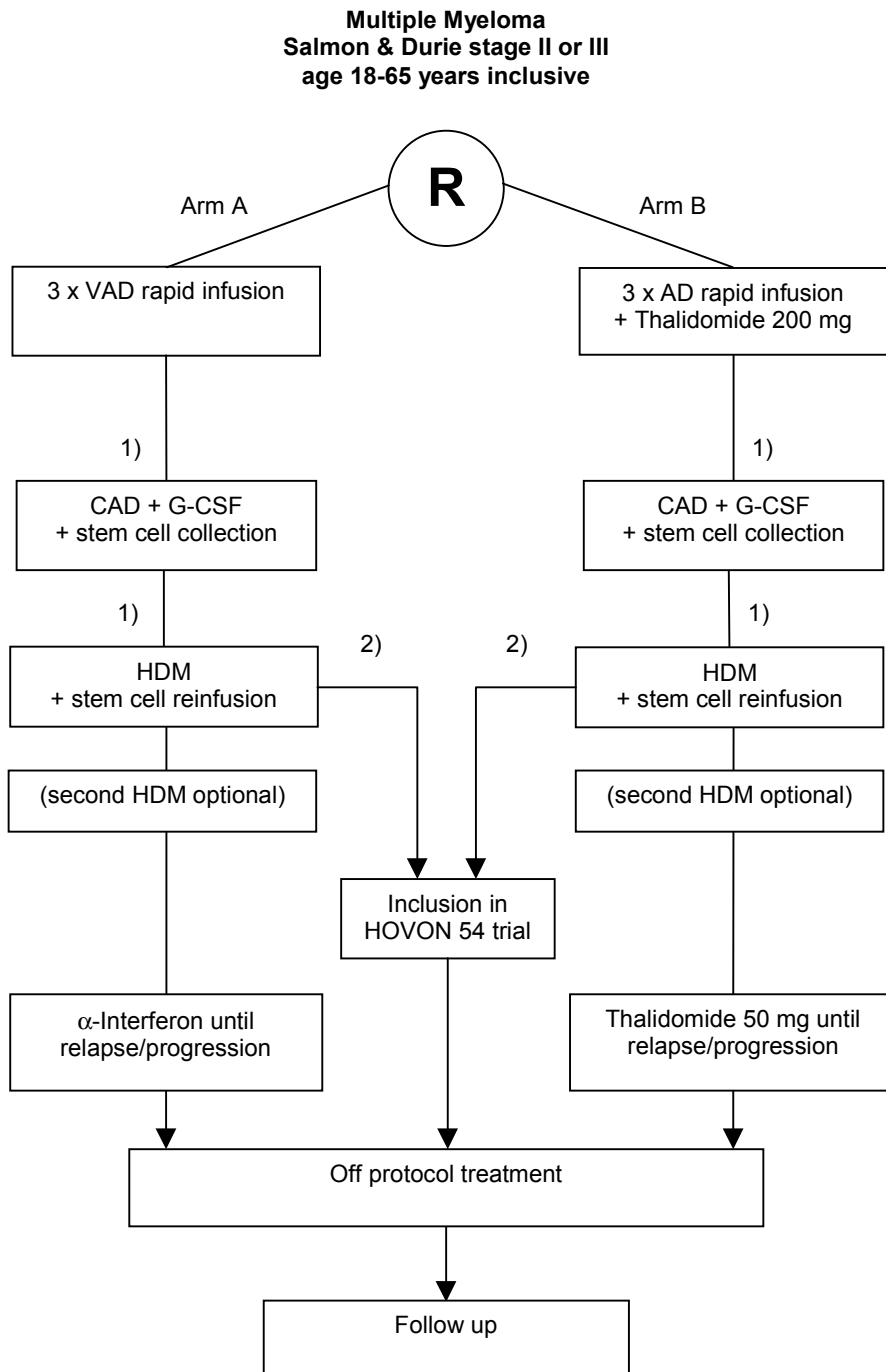 Multiple Myeloma
Salmon & Durie stage II or III
age 18-65 years inclusive
R
Arm A
Arm B
3 x VAD rapid infusion
3 x AD rapid infusion
+ Thalidomide 200 mg
1)
1)
CAD + G-CSF
+ stem cell collection
CAD + G-CSF
+ stem cell collection
1)
1)
2)
2)
HDM
+ stem cell reinfusion
HDM
+ stem cell reinfusion
(second HDM optional)
(second HDM optional)
Inclusion in
HOVON 54 trial
α-Interferon until
relapse/progression
Thalidomide 50 mg until
relapse/progression
Off protocol treatment
Follow up